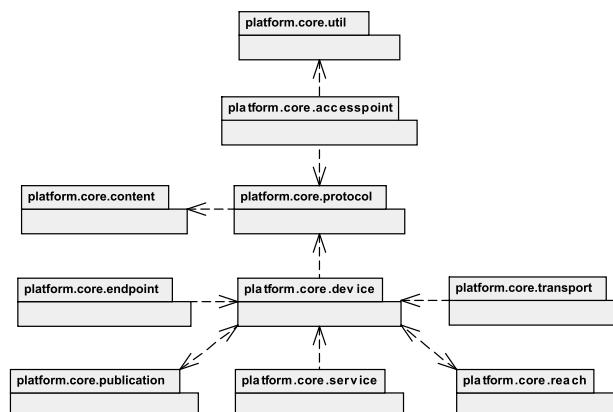 platform.core.util
platform.core.accesspoint
platform.core.content
platform.core.protocol
platform.core.endpoint
platform.core.device
platform.core.transport
platform.core.publication
platform.core.service
platform.core.reach